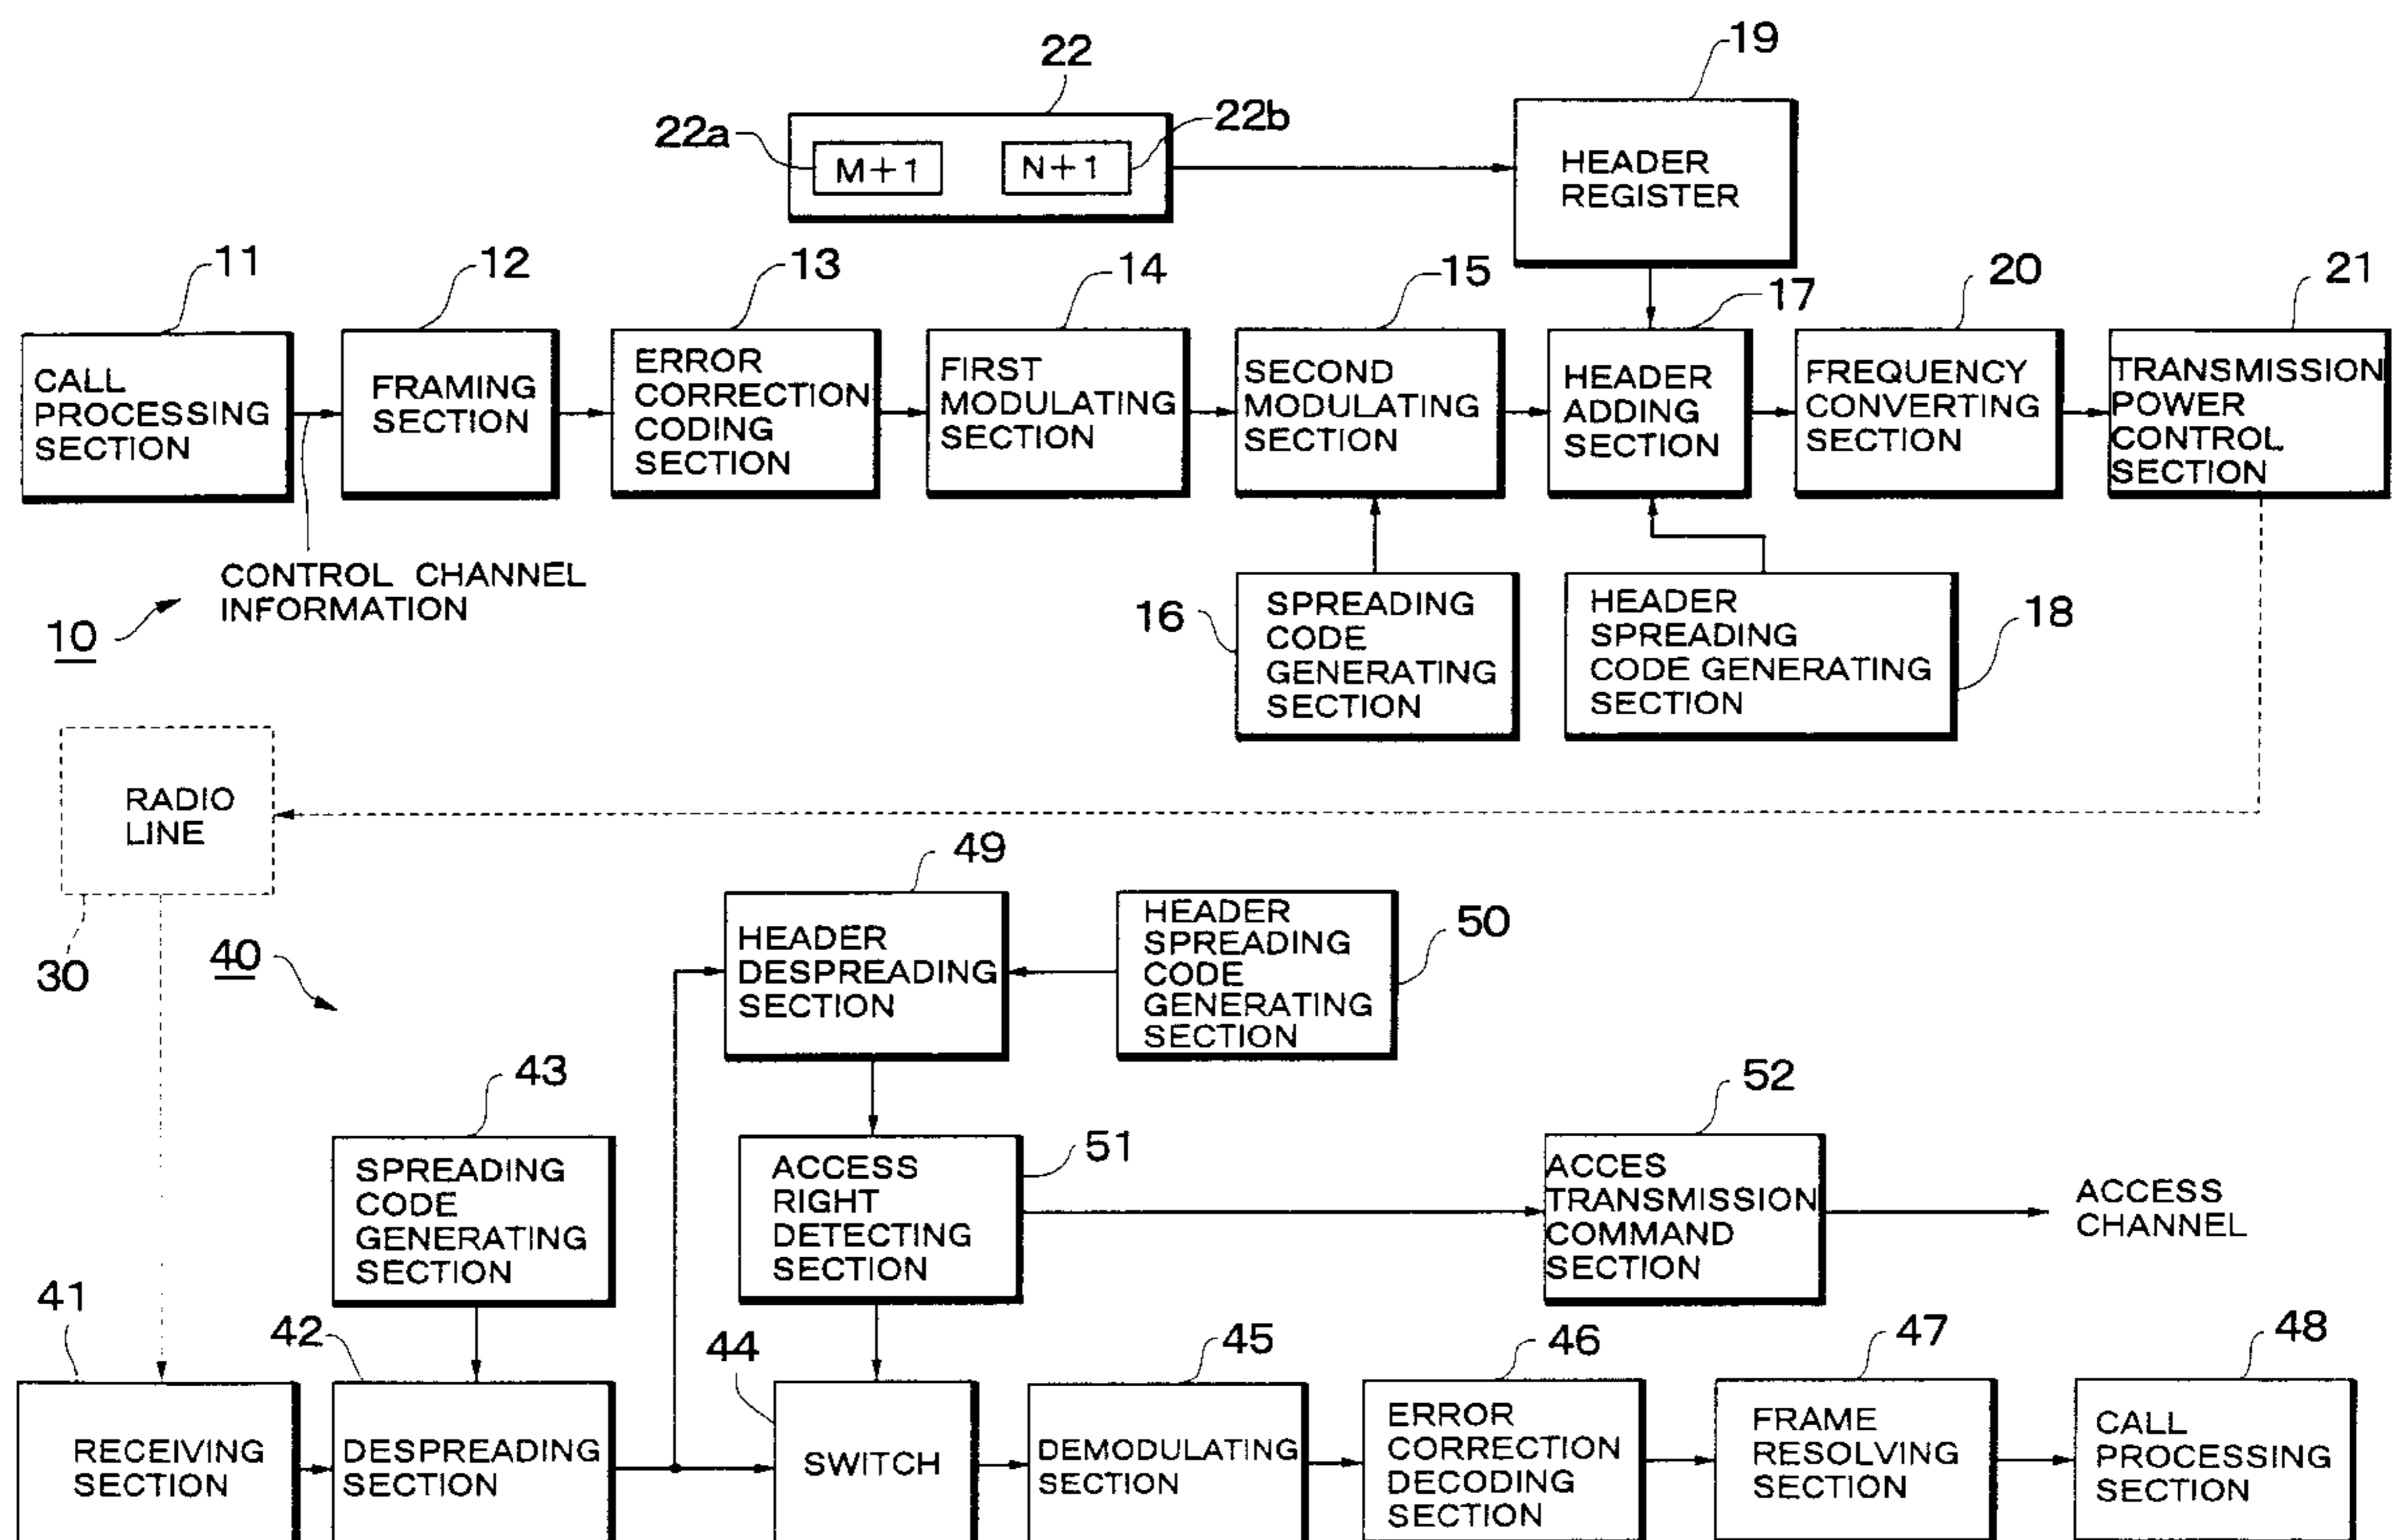 22
19
22a
22b
M+1
N+1
HEADER
REGISTER
11
12
13
14
15
17
20
21
CALL
PROCESSING
SECTION
FRAMING
SECTION
ERROR
CORRECTION
CODING
SECTION
FIRST
MODULATING
SECTION
SECOND
MODULATING
SECTION
HEADER
ADDING
SECTION
FREQUENCY
CONVERTING
SECTION
TRANSMISSION
POWER
CONTROL
SECTION
CONTROL CHANNEL
INFORMATION
10
16
SPREADING
CODE
GENERATING
SECTION
HEADER
SPREADING
CODE GENERATING
SECTION
18
RADIO
LINE
30
40
49
HEADER
DESPREADING
SECTION
HEADER
SPREADING
CODE
GENERATING
SECTION
50
43
SPREADING
CODE
GENERATING
SECTION
ACCESS
RIGHT
DETECTING
SECTION
51
52
ACCES
TRANSMISSION
COMMAND
SECTION
ACCESS
CHANNEL
41
42
44
45
46
47
48
RECEIVING
SECTION
DESPREADING
SECTION
SWITCH
DEMODULATING
SECTION
ERROR
CORRECTION
DECODING
SECTION
FRAME
RESOLVING
SECTION
CALL
PROCESSING
SECTION